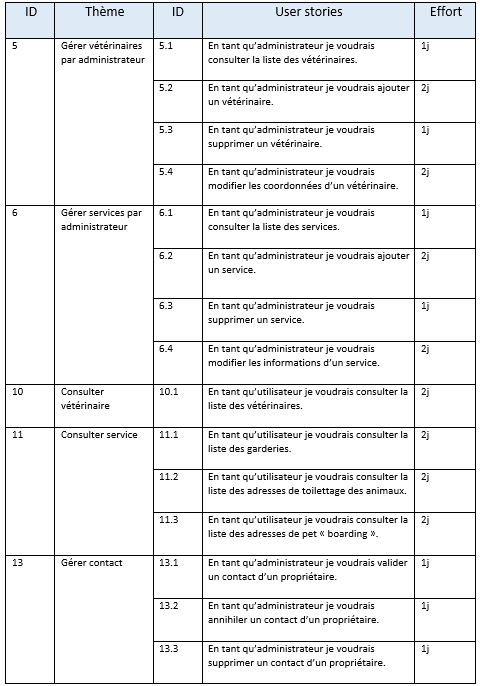 ID Thème ID User stories Effort
5 Gérer vétérinaires 5.1 En tant qu’administrateur je voudrais 1j
par administrateur consulter la liste des vétérinaires.
5.2 En tant qu’administrateur je voudrais ajouter 2j
un vétérinaire.
5.3 En tant qu’administrateur je voudrais 1j
supprimer un vétérinaire.
5.4 En tant qu’administrateur je voudrais 2j
modifier les coordonnées d’un vétérinaire.
6 Gérer services par 6.1 En tant qu’administrateur je voudrais 1j
administrateur consulter la liste des services.
6.2 En tant qu’administrateur je voudrais ajouter 2j
un service.
6.3 En tant qu’administrateur je voudrais 1j
supprimer un service.
6.4 En tant qu’administrateur je voudrais 2j
modifier les informations d’un service.
10 Consulter 10.1 En tant qu’utilisateur je voudrais consulter la 2j
vétérinaire liste des vétérinaires.
11 Consulter service 11.1 En tant qu’utilisateur je voudrais consulter la 2j
liste des garderies.
11.2 En tant qu’utilisateur je voudrais consulter la 2j
liste des adresses de toilettage des animaux.
11.3 En tant qu’utilisateur je voudrais consulter la 2j
liste des adresses de pet « boarding ».
13 Gérer contact 13.1 En tant qu’administrateur je voudrais valider 1j
un contact d’un propriétaire.
13.2 En tant qu’administrateur je voudrais 1j
annihiler un contact d’un propriétaire.
13.3 En tant qu’administrateur je voudrais 1j
supprimer un contact d’un propriétaire.